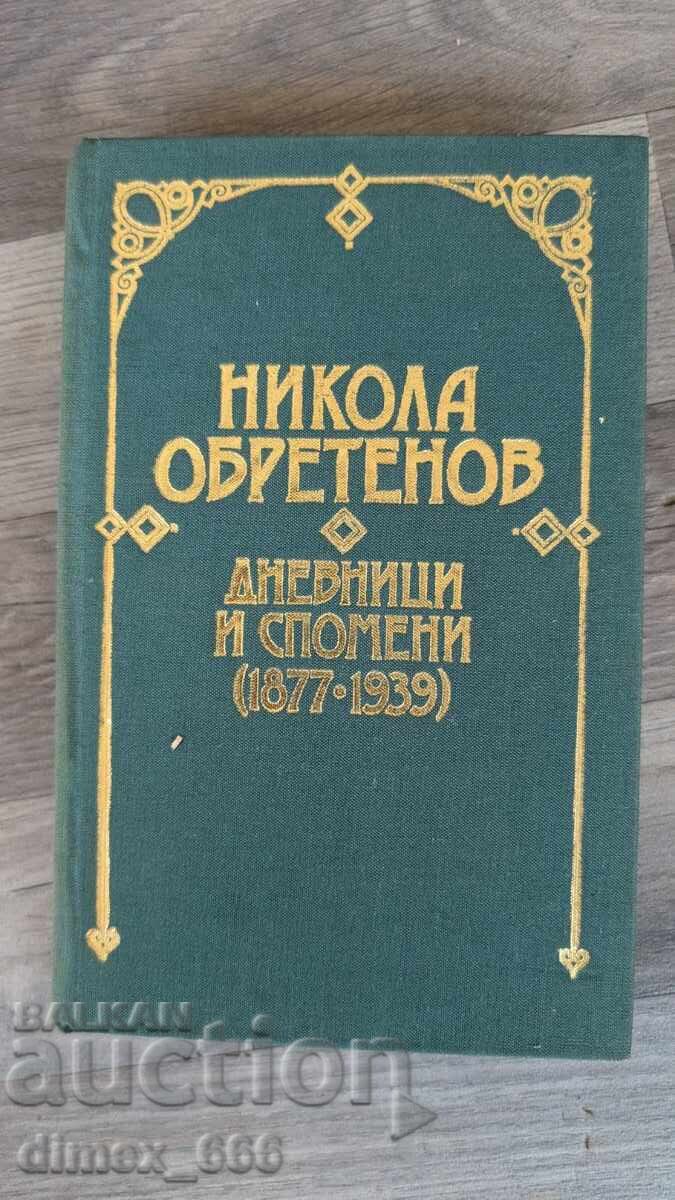 НИКОЛА
ОБРЕТЕНОВ
ДНЕВНИЦИ
И СПОМЕНИ
(1877•1939)
BALKAN
auction
dimex_666